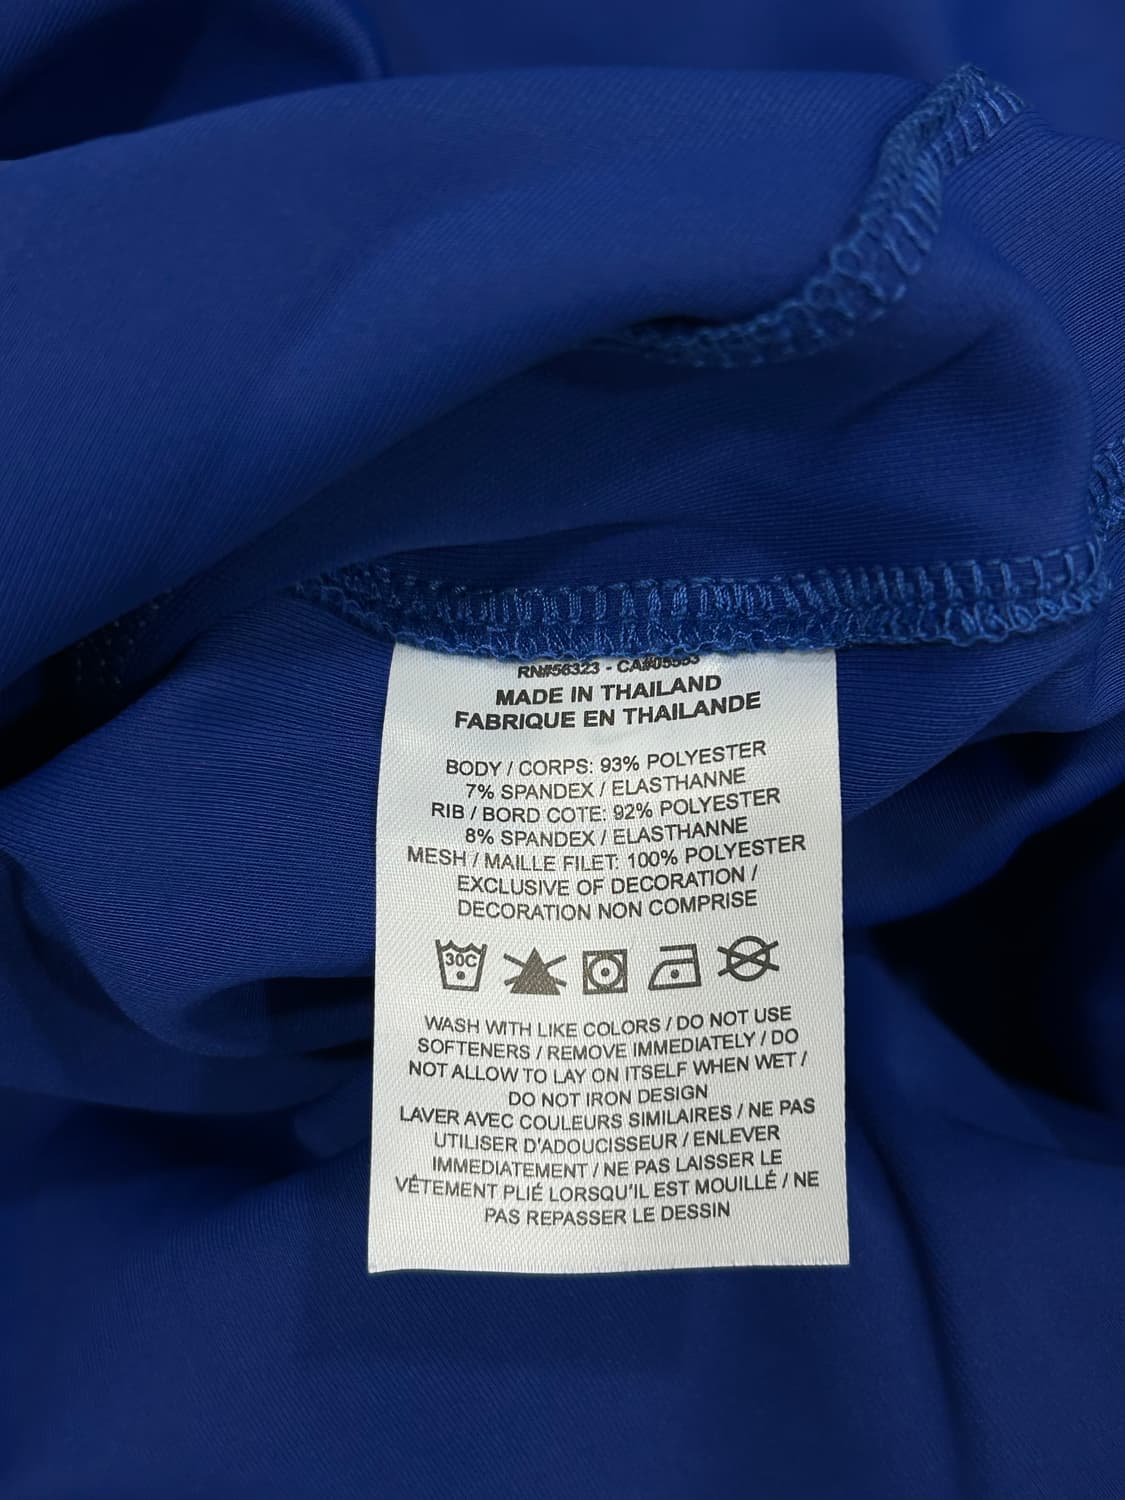 RN#56323 - CA#05553
MADE IN THAILAND
FABRIQUE EN THAILANDE
BODY / CORPS: 93% POLYESTER
7% SPANDEX / ELASTHANNE
RIB / BORD COTE: 92% POLYESTER
8% SPANDEX / ELASTHANNE
MESH / MAILLE FILET: 100% POLYESTER
EXCLUSIVE OF DECORATION /
DECORATION NON COMPRISE
30C
WASH WITH LIKE COLORS / DO NOT USE
SOFTENERS / REMOVE IMMEDIATELY / DO
NOT ALLOW TO LAY ON ITSELF WHEN WET /
DO NOT IRON DESIGN
LAVER AVEC COULEURS SIMILAIRES / NE PAS
UTILISER D'ADOUCISSEUR / ENLEVER
IMMEDIATEMENT / NE PAS LAISSER LE
VÊTEMENT PLIÉ LORSQU'IL EST MOUILLÉ / NE
PAS REPASSER LE DESSIN